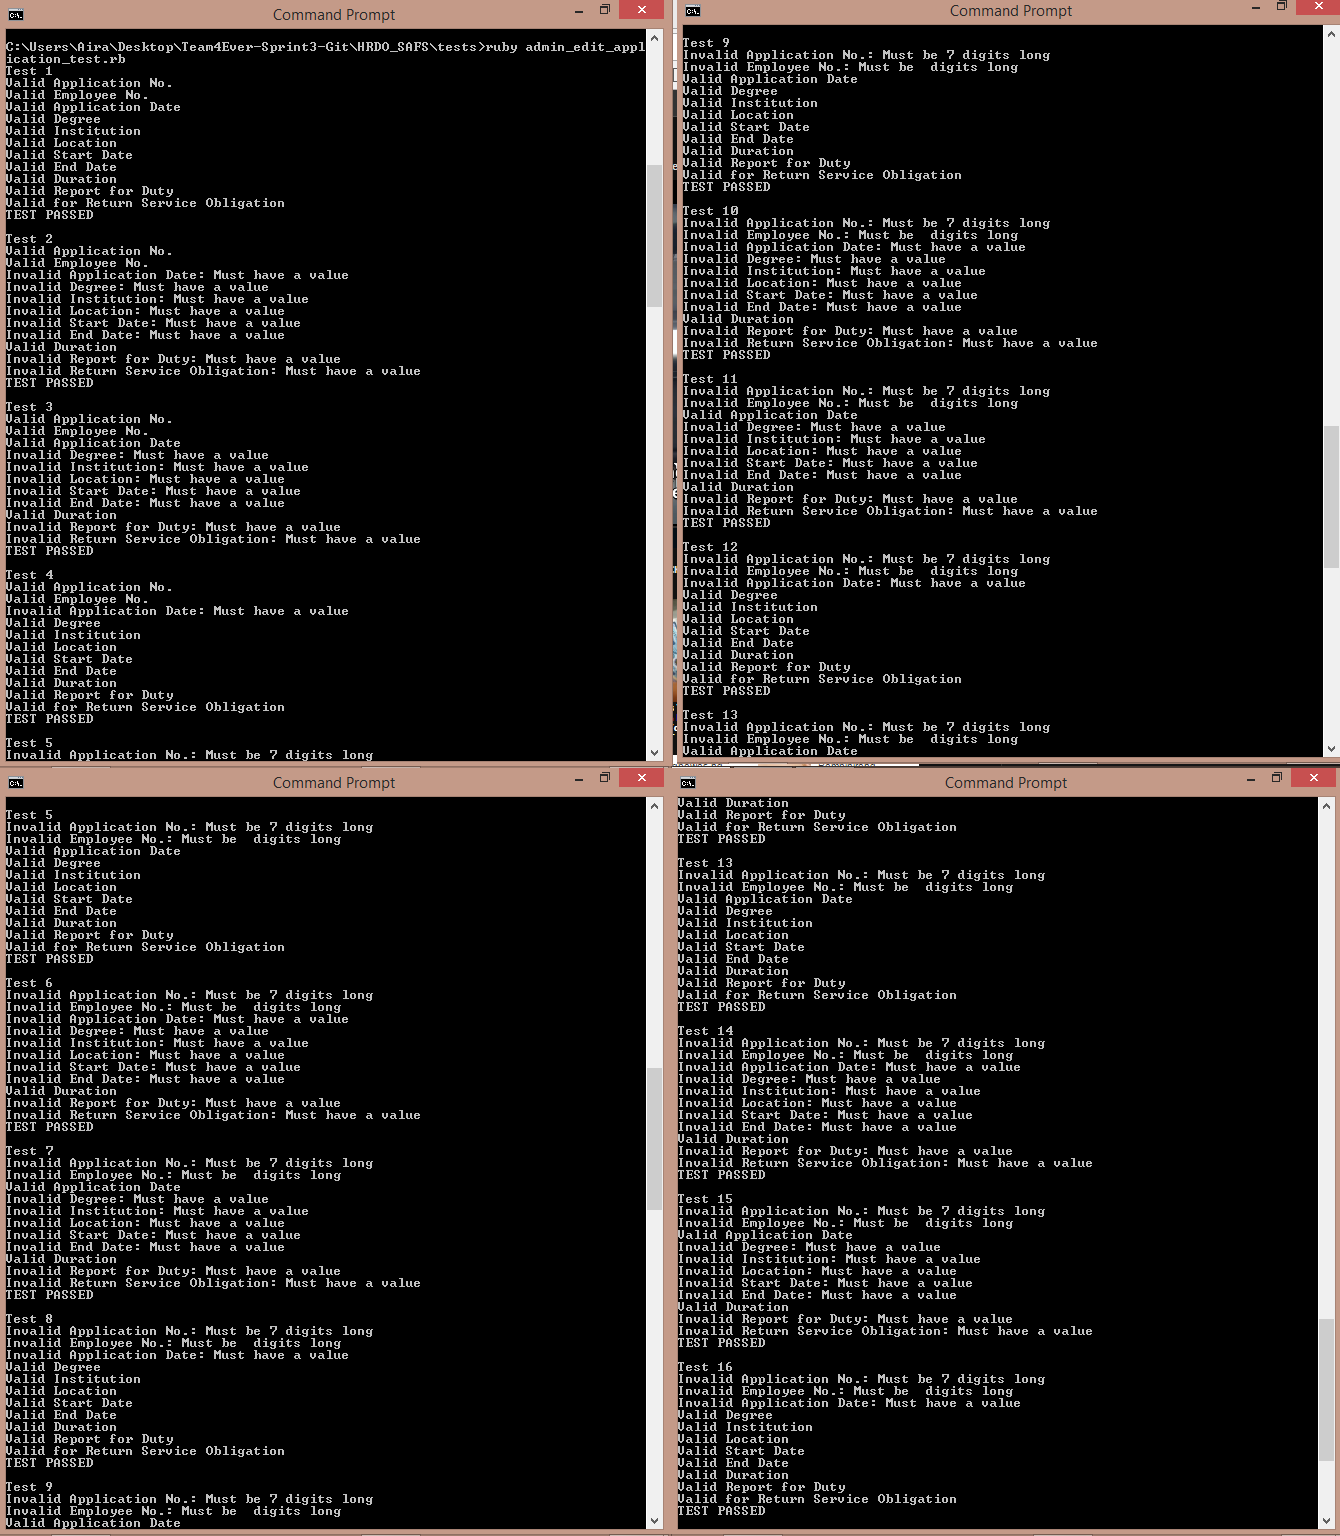 Command Prompt
C:\Users\Aira\Desktop\Team4Ever-Sprint3-Git\HRDO_SAFS\tests>ruby admin_edit_appl
ication_test.rb
Test 1
Valid Application No.
Valid Employee No.
Valid Application Date
Valid Degree
Valid Institution
Valid Location
Valid Start Date
Valid End Date
Valid Duration
Valid Report for Duty
Valid for Return Service Obligation
TEST PASSED
Test 2
Valid Application No.
Valid Employee No.
Invalid Application Date: Must have a value
Invalid Degree: Must have a value
Invalid Institution: Must have a value
Invalid Location: Must have a value
Invalid Start Date: Must have a value
Invalid End Date: Must have a value
Valid Duration
Invalid Report for Duty: Must have a value
Invalid Return Service Obligation: Must have a value
TEST PASSED
Test 3
Valid Application No.
Valid Employee No.
Valid Application Date
Invalid Degree: Must have a value
Invalid Institution: Must have a value
Invalid Location: Must have a value
Invalid Start Date: Must have a value
Invalid End Date: Must have a value
Valid Duration
Invalid Report for Duty: Must have a value
Invalid Return Service Obligation: Must have a value
TEST PASSED
Test 4
Valid Application No.
Valid Employee No.
Invalid Application Date: Must have a value
Valid Degree
Valid Institution
Valid Location
Valid Start Date
Valid End Date
Valid Duration
Valid Report for Duty
Valid for Return Service Obligation
TEST PASSED
Test 5
Invalid Application No.: Must be 7 digits long
Command Prompt
Test 9
Invalid Application No.: Must be 7 digits long
Invalid Employee No.: Must be  digits long
Valid Application Date
Valid Degree
Valid Institution
Valid Location
Valid Start Date
Valid End Date
Valid Duration
Valid Report for Duty
Valid for Return Service Obligation
TEST PASSED
Test 10
Invalid Application No.: Must be 7 digits long
Invalid Employee No.: Must be  digits long
Invalid Application Date: Must have a value
Invalid Degree: Must have a value
Invalid Institution: Must have a value
Invalid Location: Must have a value
Invalid Start Date: Must have a value
Invalid End Date: Must have a value
Valid Duration
Invalid Report for Duty: Must have a value
Invalid Return Service Obligation: Must have a value
TEST PASSED
Test 11
Invalid Application No.: Must be 7 digits long
Invalid Employee No.: Must be  digits long
Valid Application Date
Invalid Degree: Must have a value
Invalid Institution: Must have a value
Invalid Location: Must have a value
Invalid Start Date: Must have a value
Invalid End Date: Must have a value
Valid Duration
Invalid Report for Duty: Must have a value
Invalid Return Service Obligation: Must have a value
TEST PASSED
Test 12
Invalid Application No.: Must be 7 digits long
Invalid Employee No.: Must be  digits long
Invalid Application Date: Must have a value
Valid Degree
Valid Institution
Valid Location
Valid Start Date
Valid End Date
Valid Duration
Valid Report for Duty
Valid for Return Service Obligation
TEST PASSED
Test 13
Invalid Application No.: Must be 7 digits long
Invalid Employee No.: Must be  digits long
Valid Application Date
Command Prompt
Test 5
Invalid Application No.: Must be 7 digits long
Invalid Employee No.: Must be  digits long
Valid Application Date
Valid Degree
Valid Institution
Valid Location
Valid Start Date
Valid End Date
Valid Duration
Valid Report for Duty
Valid for Return Service Obligation
TEST PASSED
Test 6
Invalid Application No.: Must be 7 digits long
Invalid Employee No.: Must be  digits long
Invalid Application Date: Must have a value
Invalid Degree: Must have a value
Invalid Institution: Must have a value
Invalid Location: Must have a value
Invalid Start Date: Must have a value
Invalid End Date: Must have a value
Valid Duration
Invalid Report for Duty: Must have a value
Invalid Return Service Obligation: Must have a value
TEST PASSED
Test 7
Invalid Application No.: Must be 7 digits long
Invalid Employee No.: Must be  digits long
Valid Application Date
Invalid Degree: Must have a value
Invalid Institution: Must have a value
Invalid Location: Must have a value
Invalid Start Date: Must have a value
Invalid End Date: Must have a value
Valid Duration
Invalid Report for Duty: Must have a value
Invalid Return Service Obligation: Must have a value
TEST PASSED
Test 8
Invalid Application No.: Must be 7 digits long
Invalid Employee No.: Must be  digits long
Invalid Application Date: Must have a value
Valid Degree
Valid Institution
Valid Location
Valid Start Date
Valid End Date
Valid Duration
Valid Report for Duty
Valid for Return Service Obligation
TEST PASSED
Test 9
Invalid Application No.: Must be 7 digits long
Invalid Employee No.: Must be  digits long
Valid Application Date
Command Prompt
Valid Duration
Valid Report for Duty
Valid for Return Service Obligation
TEST PASSED
Test 13
Invalid Application No.: Must be 7 digits long
Invalid Employee No.: Must be  digits long
Valid Application Date
Valid Degree
Valid Institution
Valid Location
Valid Start Date
Valid End Date
Valid Duration
Valid Report for Duty
Valid for Return Service Obligation
TEST PASSED
Test 14
Invalid Application No.: Must be 7 digits long
Invalid Employee No.: Must be  digits long
Invalid Application Date: Must have a value
Invalid Degree: Must have a value
Invalid Institution: Must have a value
Invalid Location: Must have a value
Invalid Start Date: Must have a value
Invalid End Date: Must have a value
Valid Duration
Invalid Report for Duty: Must have a value
Invalid Return Service Obligation: Must have a value
TEST PASSED
Test 15
Invalid Application No.: Must be 7 digits long
Invalid Employee No.: Must be  digits long
Valid Application Date
Invalid Degree: Must have a value
Invalid Institution: Must have a value
Invalid Location: Must have a value
Invalid Start Date: Must have a value
Invalid End Date: Must have a value
Valid Duration
Invalid Report for Duty: Must have a value
Invalid Return Service Obligation: Must have a value
TEST PASSED
Test 16
Invalid Application No.: Must be 7 digits long
Invalid Employee No.: Must be  digits long
Invalid Application Date: Must have a value
Valid Degree
Valid Institution
Valid Location
Valid Start Date
Valid End Date
Valid Duration
Valid Report for Duty
Valid for Return Service Obligation
TEST PASSED